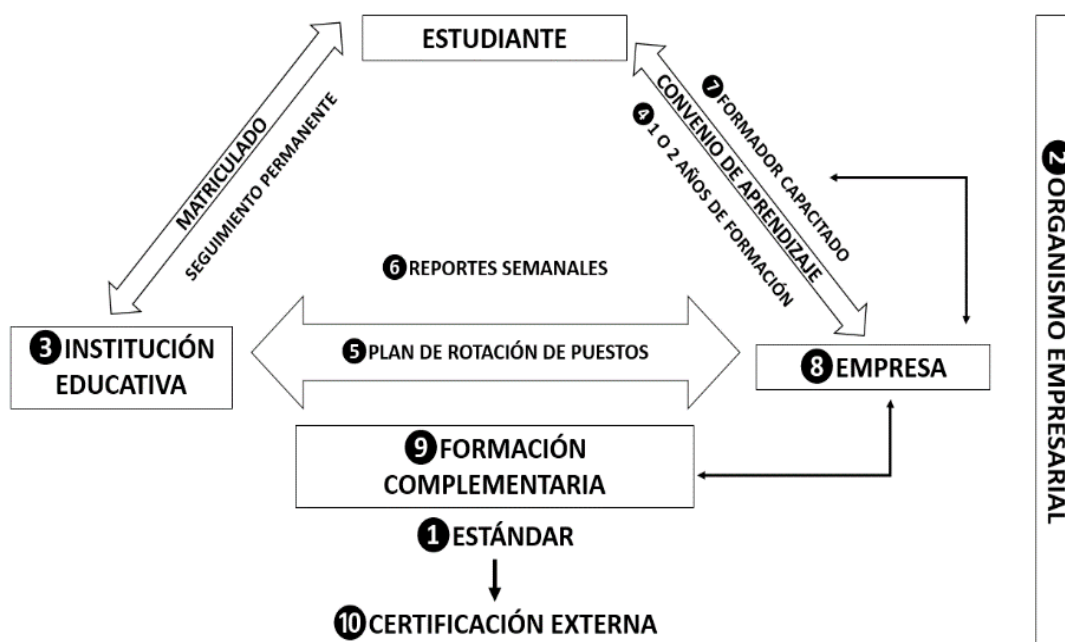 ESTUDIANTE
MATRICULADO
SEGUIMIENTO PERMANENTE
7 FORMADOR CAPACITADO
CONVENIO DE APRENDIZAJE
4 1 O 2 AÑOS DE FORMACIÓN
2 ORGANISMO EMPRESARIAL
6 REPORTES SEMANALES
3 INSTITUCIÓN
EDUCATIVA
5 PLAN DE ROTACIÓN DE PUESTOS
8 EMPRESA
9 FORMACIÓN
COMPLEMENTARIA
1 ESTÁNDAR
10 CERTIFICACIÓN EXTERNA